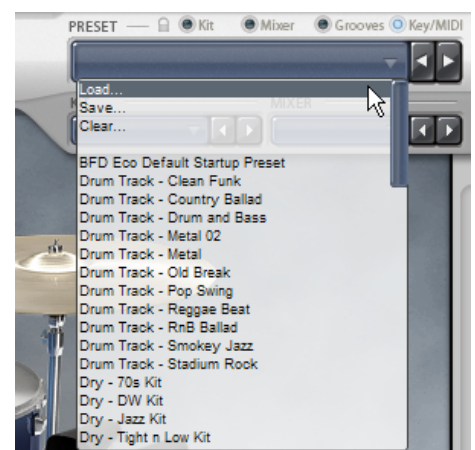 PRESET Kit Mixer Grooves Key/MIDI
Load...
Save...
MIXER
Clear...
BFD Eco Default Startup Preset
Drum Track - Clean Funk
Drum Track - Country Ballad
Drum Track - Drum and Bass
Drum Track - Metal 02
Drum Track - Metal
Drum Track - Old Break
Drum Track - Pop Swing
Drum Track - Reggae Beat
Drum Track - RnB Ballad
Drum Track - Smokey Jazz
Drum Track - Stadium Rock
Dry - 70s Kit
Dry - DW Kit
Dry - Jazz Kit
Dry - Tight n Low Kit